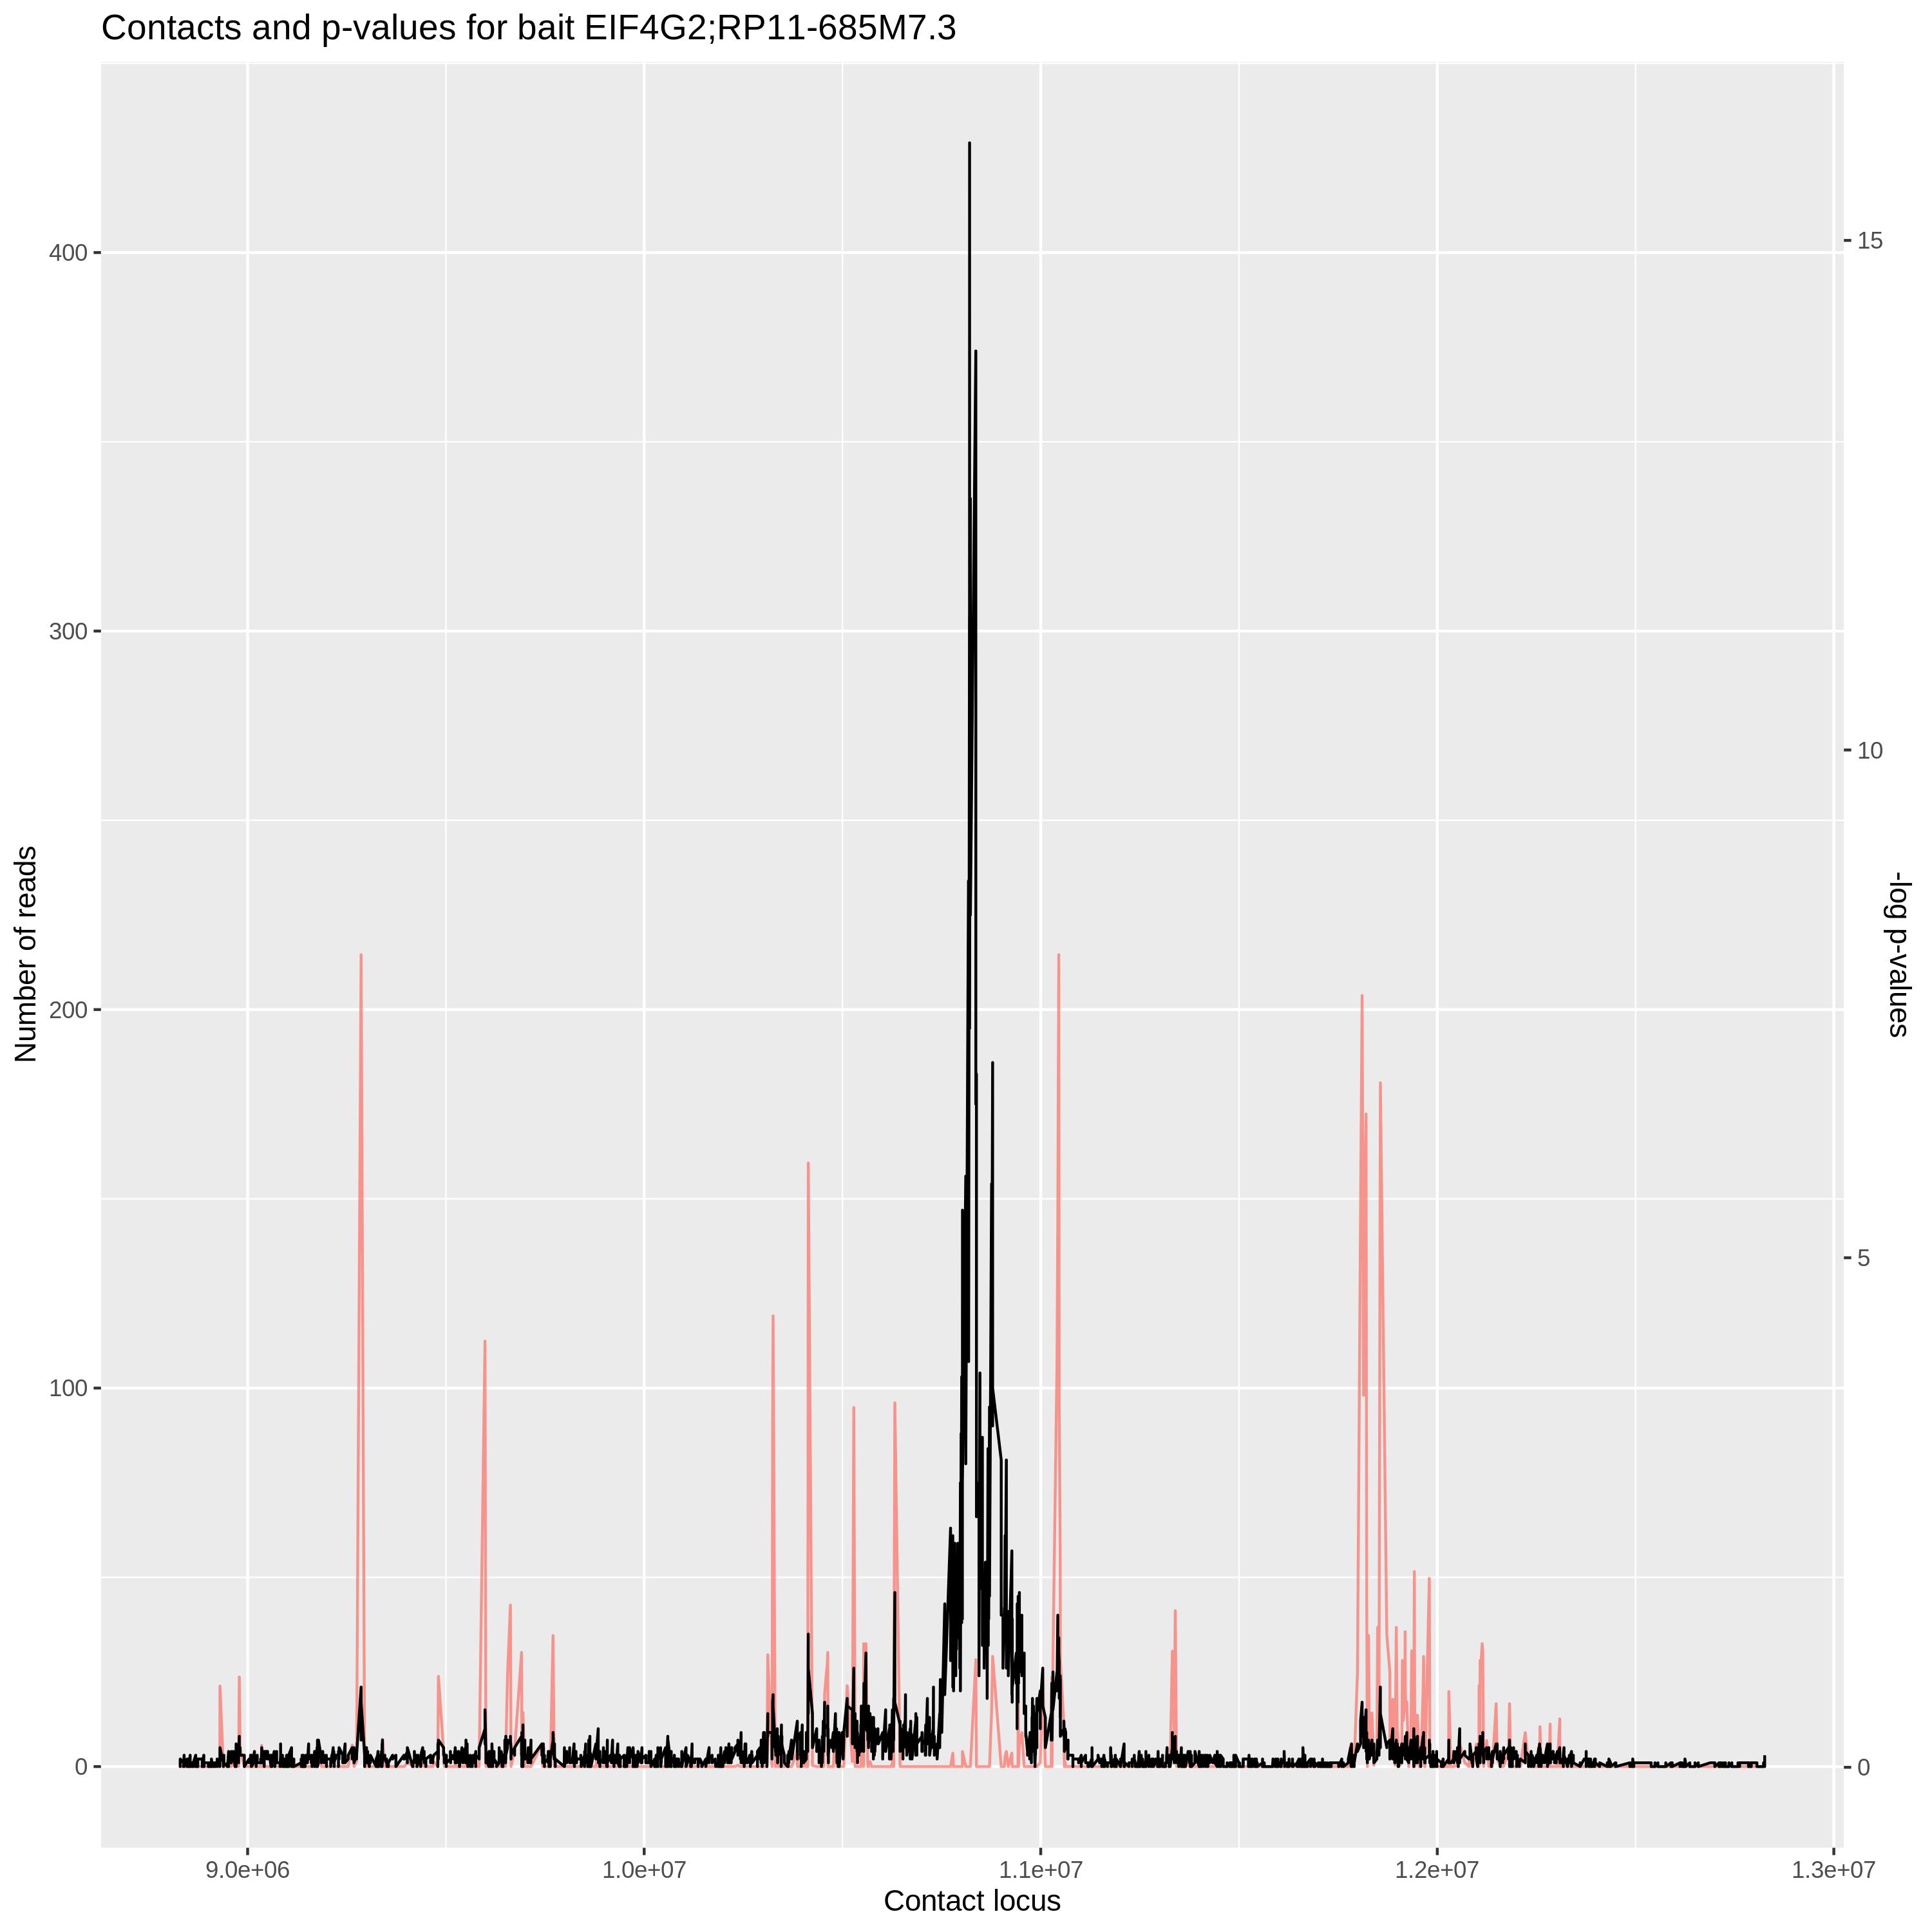 Contacts and p-values for bait EIF4G2;RP11-685M7.3
400
300
200
100
0
Number of reads
15
10
5
0
-log p-values
9.0e+06
1.0e+07
1.1e+07
1.2e+07
1.3e+07
Contact locus